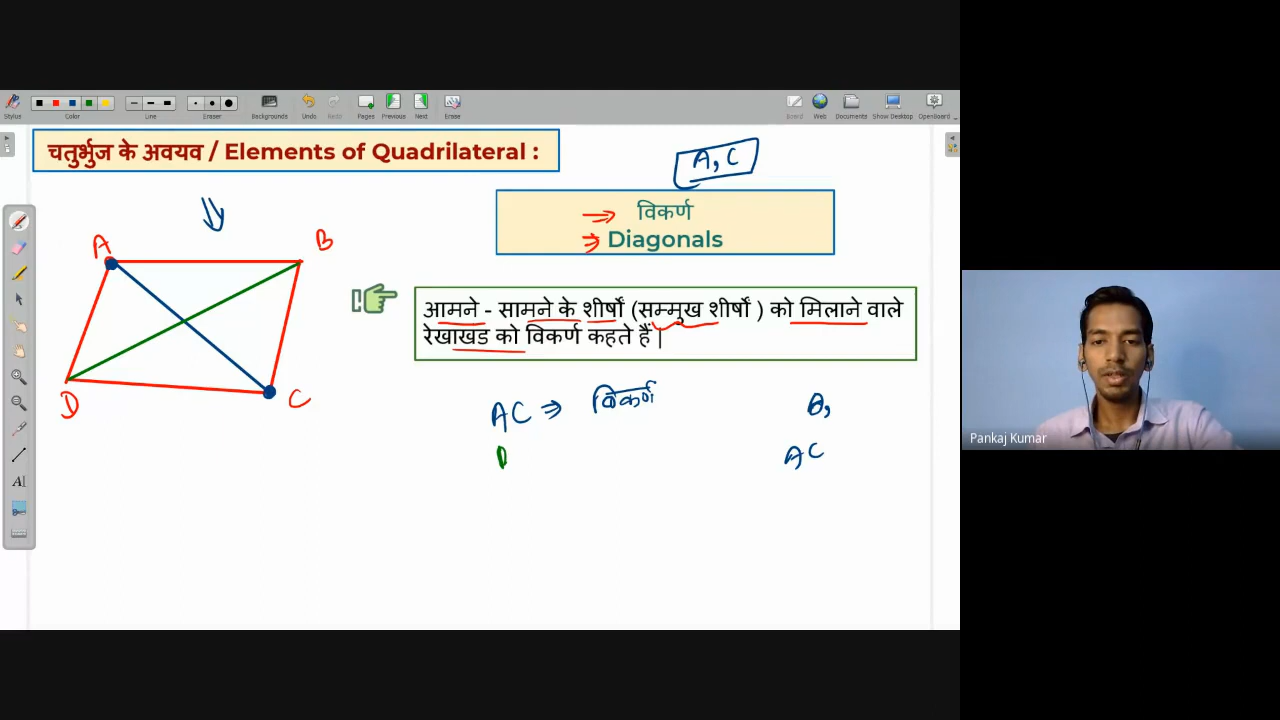 Stylus
Color
Line
Eraser
Backgrounds
Undo
Redo
Pages
Previous
Next
Erase
Board
Web
Documents
Show Desktop
OpenBoard
चतुर्भुज के अवयव / Elements of Quadrilateral :
A, C
विकर्ण
Diagonals
A
B
आमने - सामने के शीर्षों (सम्मुख शीर्षों ) को मिलाने वाले
रेखाखड को विकर्ण कहते हैं |
D
C
AC ⇒ विकर्ण
AC
Pankaj Kumar